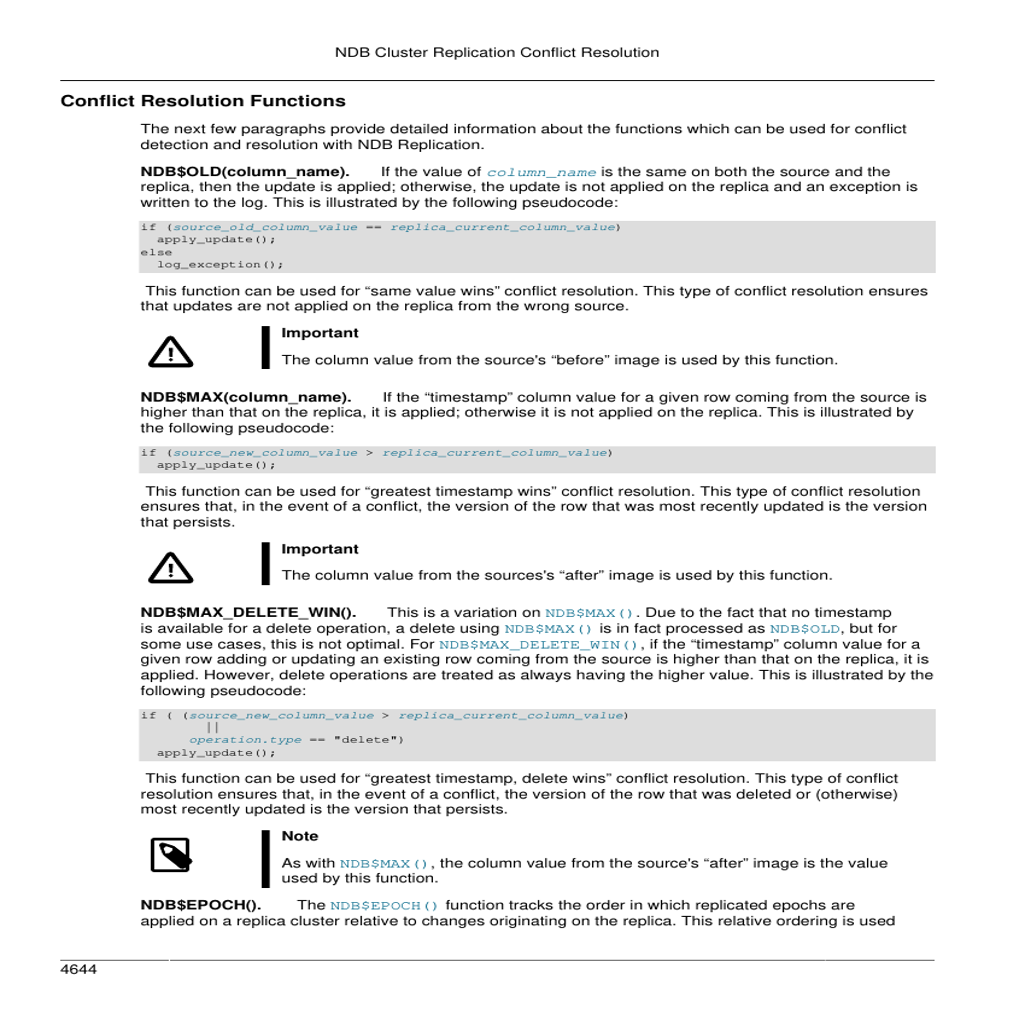 NDB Cluster Replication Conflict Resolution
Conflict Resolution Functions
The next few paragraphs provide detailed information about the functions which can be used for conflict
detection and resolution with NDB Replication.
NDB$OLD(column_name). If the value of column_name is the same on both the source and the
replica, then the update is applied; otherwise, the update is not applied on the replica and an exception is
written to the log. This is illustrated by the following pseudocode:
if (source_old_column_value == replica_current_column_value)
  apply_update();
else
  log_exception();
This function can be used for “same value wins” conflict resolution. This type of conflict resolution ensures
that updates are not applied on the replica from the wrong source.
Important
The column value from the source's “before” image is used by this function.
NDB$MAX(column_name). If the “timestamp” column value for a given row coming from the source is
higher than that on the replica, it is applied; otherwise it is not applied on the replica. This is illustrated by
the following pseudocode:
if (source_new_column_value > replica_current_column_value)
  apply_update();
This function can be used for “greatest timestamp wins” conflict resolution. This type of conflict resolution
ensures that, in the event of a conflict, the version of the row that was most recently updated is the version
that persists.
Important
The column value from the sources's “after” image is used by this function.
NDB$MAX_DELETE_WIN(). This is a variation on NDB$MAX(). Due to the fact that no timestamp
is available for a delete operation, a delete using NDB$MAX() is in fact processed as NDB$OLD, but for
some use cases, this is not optimal. For NDB$MAX_DELETE_WIN(), if the “timestamp” column value for a
given row adding or updating an existing row coming from the source is higher than that on the replica, it is
applied. However, delete operations are treated as always having the higher value. This is illustrated by the
following pseudocode:
if ( (source_new_column_value > replica_current_column_value)
        ||
      operation.type == "delete")
  apply_update();
This function can be used for “greatest timestamp, delete wins” conflict resolution. This type of conflict
resolution ensures that, in the event of a conflict, the version of the row that was deleted or (otherwise)
most recently updated is the version that persists.
Note
As with NDB$MAX(), the column value from the source's “after” image is the value
used by this function.
NDB$EPOCH(). The NDB$EPOCH() function tracks the order in which replicated epochs are
applied on a replica cluster relative to changes originating on the replica. This relative ordering is used
4644